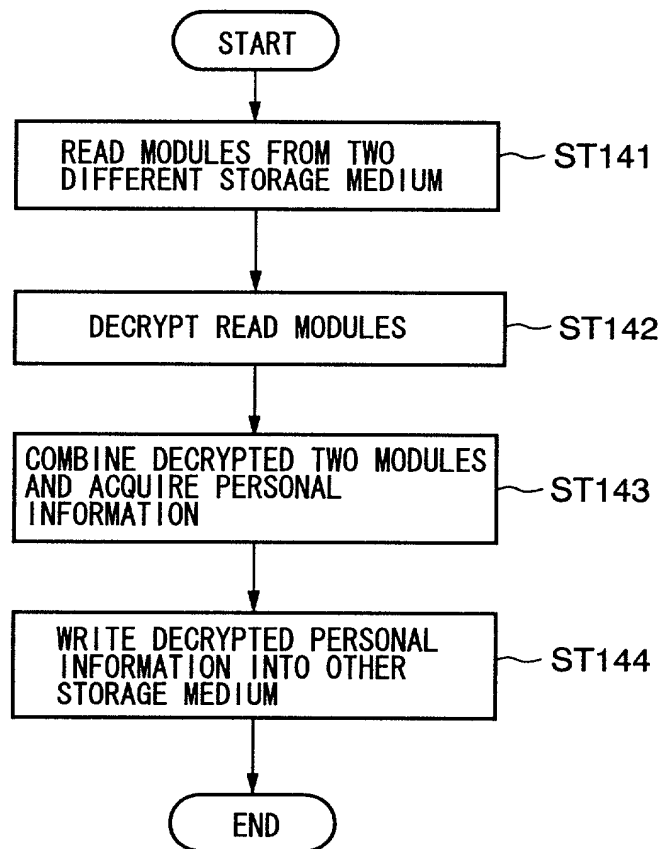 START
READ MODULES FROM TWO
DIFFERENT STORAGE MEDIUM
ST141
DECRYPT READ MODULES
ST142
COMBINE DECRYPTED TWO MODULES
AND ACQUIRE PERSONAL
INFORMATION
ST143
WRITE DECRYPTED PERSONAL
INFORMATION INTO OTHER
STORAGE MEDIUM
ST144
END